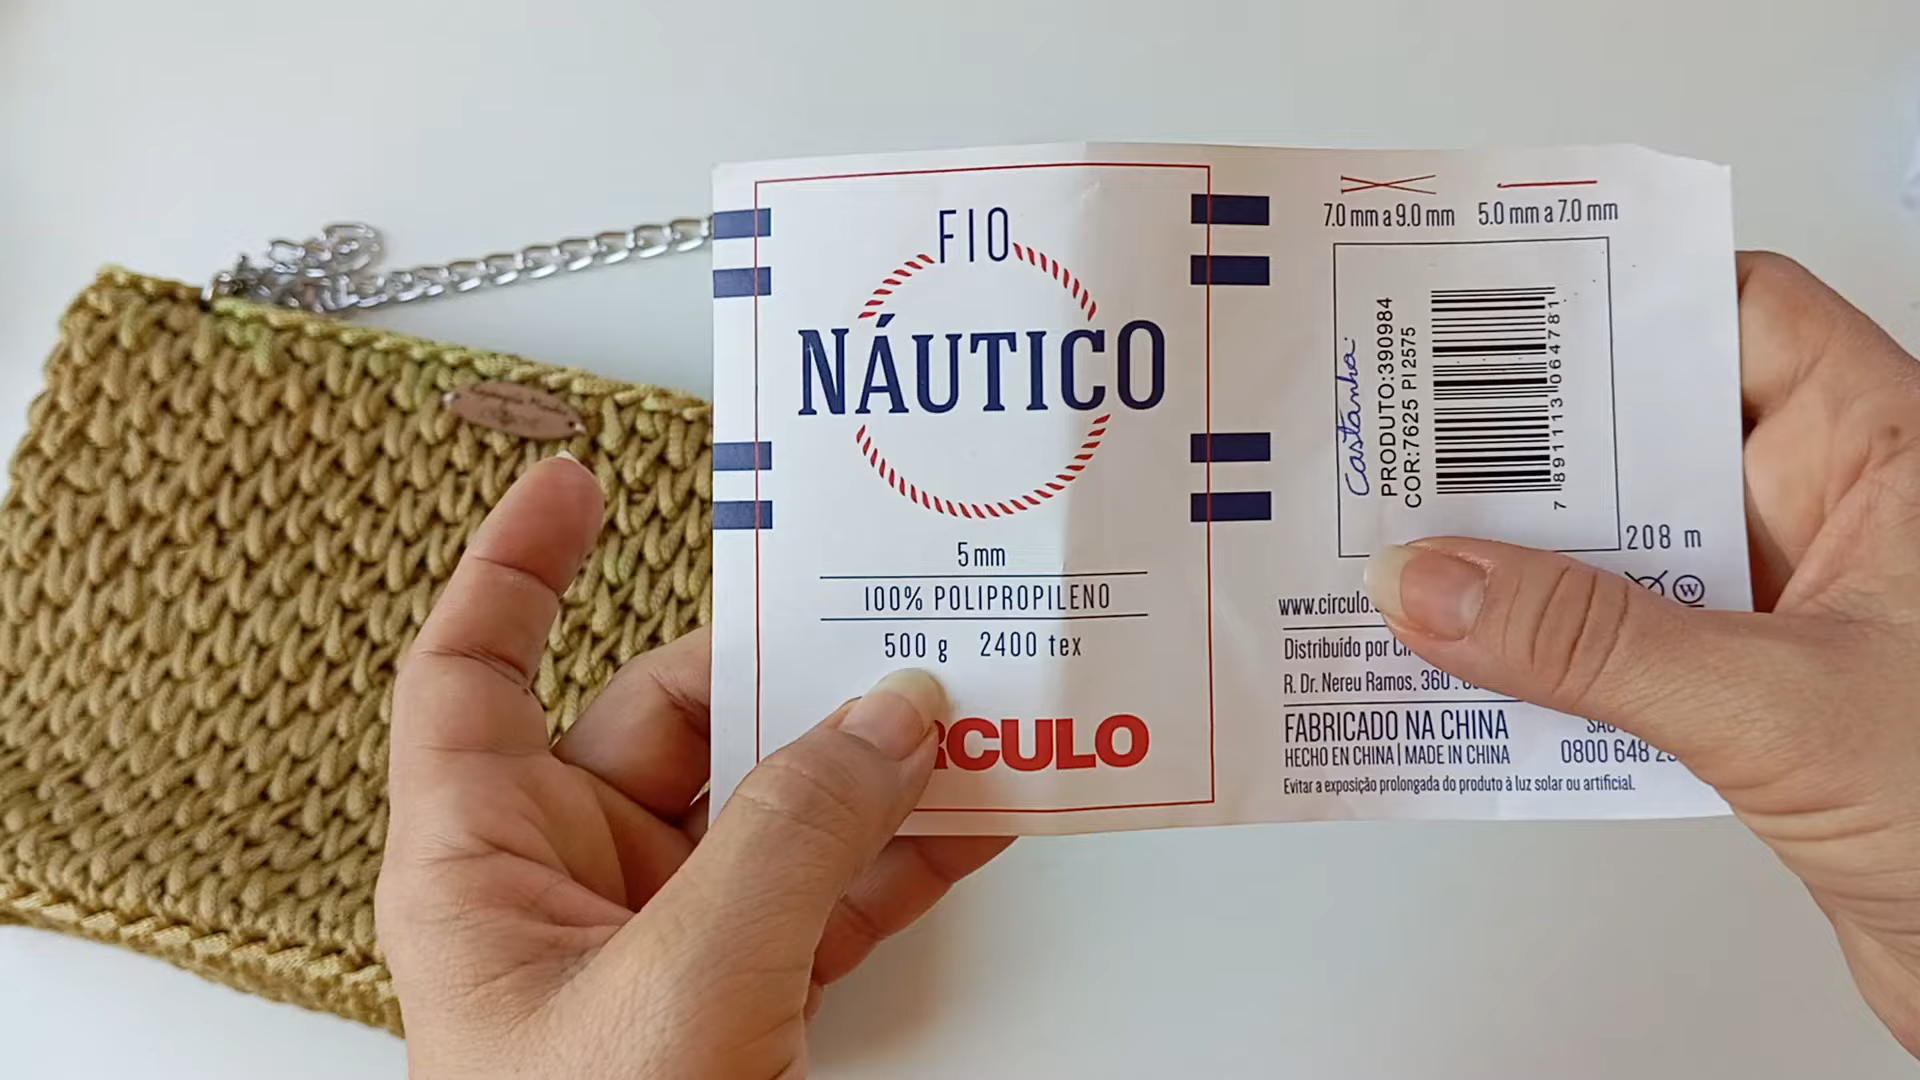 FIO
NÁUTICO
5 mm
100% POLIPROPILENO
500 g 2400 tex
RCULO
7.0 mm a 9.0 mm 5.0 mm a 7.0 mm
Castanha
PRODUTO:390984
COR:7625 PI 2575
7 891113 064781
208 m
W
www.circulo.
Distribuído por
R. Dr. Nereu Ramos, 360
FABRICADO NA CHINA
HECHO EN CHINA | MADE IN CHINA
0800 648
Evitar a exposição prolongada do produto à luz solar ou artificial.